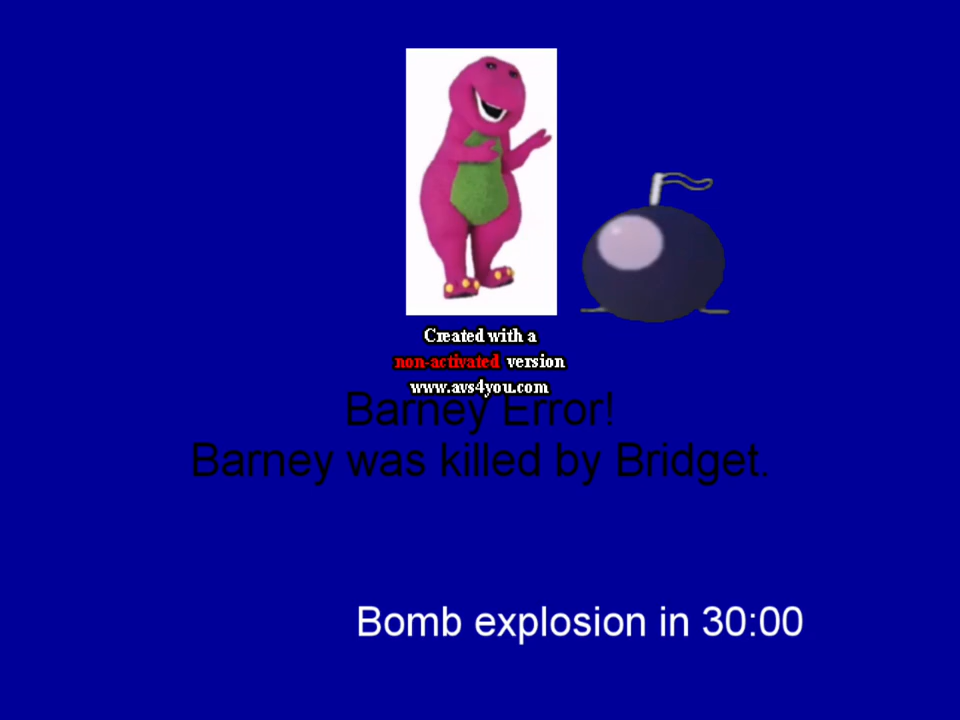 Created with a
non-activated version
www.avs4you.com
Barney Error!
Barney was killed by Bridget.
Bomb explosion in 30:00